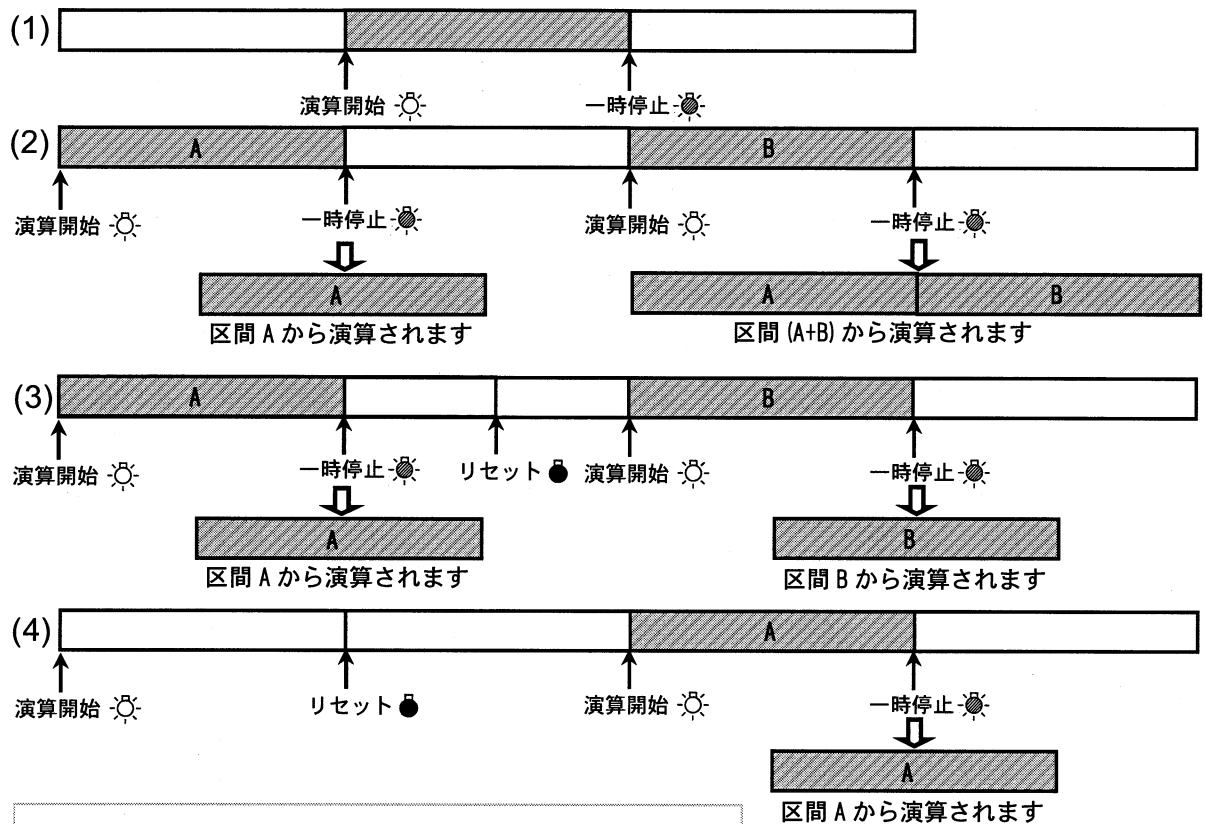 (1)
演算開始 一時停止
(2) A B
演算開始 一時停止 演算開始 一時停止
A A B
区間 A から演算されます 区間 (A+B) から演算されます
(3) A B
演算開始 一時停止 リセット 演算開始 一時停止
A B
区間 A から演算されます 区間 B から演算されます
(4) A
演算開始 リセット 演算開始 一時停止
A
区間 A から演算されます